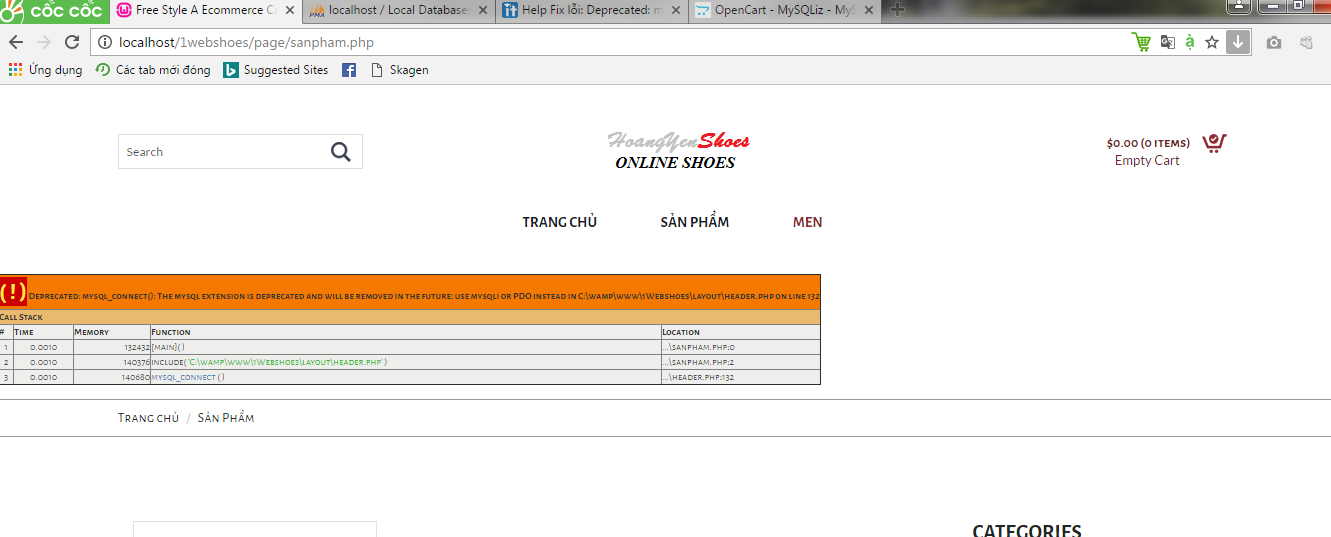 cốc cốc Free Style A Ecommerce Ca localhost / Local Database Help Fix lỗi: Deprecated: m OpenCart - MySQLiz - MyS
localhost/1webshoes/page/sanpham.php
Ứng dụng Các tab mới đóng Suggested Sites Skagen
Search HoangYenShoes $0.00 (0 items)
ONLINE SHOES Empty Cart
TRANG CHỦ SẢN PHẨM MEN
(!) Deprecated: mysql_connect(): The mysql extension is deprecated and will be removed in the future: use mysqli or PDO instead in C:\wamp\www\1Webshoes\layout\header.php on line 132
Call Stack
# Time Memory Function Location
1 0.0010 132432 {main}( ) ..\sanpham.php:0
2 0.0010 140376 include( 'C:\wamp\www\1Webshoes\layout\header.php' ) ..\sanpham.php:2
3 0.0010 140680 mysql_connect ( ) ..\header.php:132
Trang chủ / Sản Phẩm
CATEGORIES